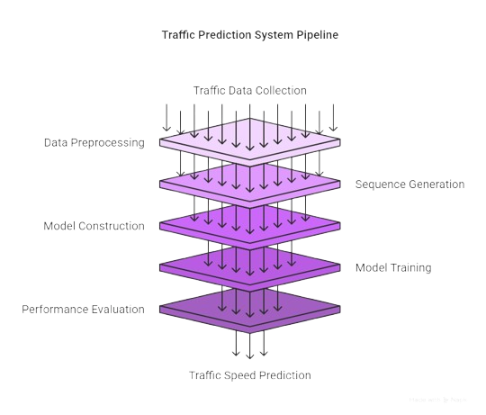 Traffic Prediction System Pipeline
Traffic Data Collection
Data Preprocessing
Sequence Generation
Model Construction
Model Training
Performance Evaluation
Traffic Speed Prediction